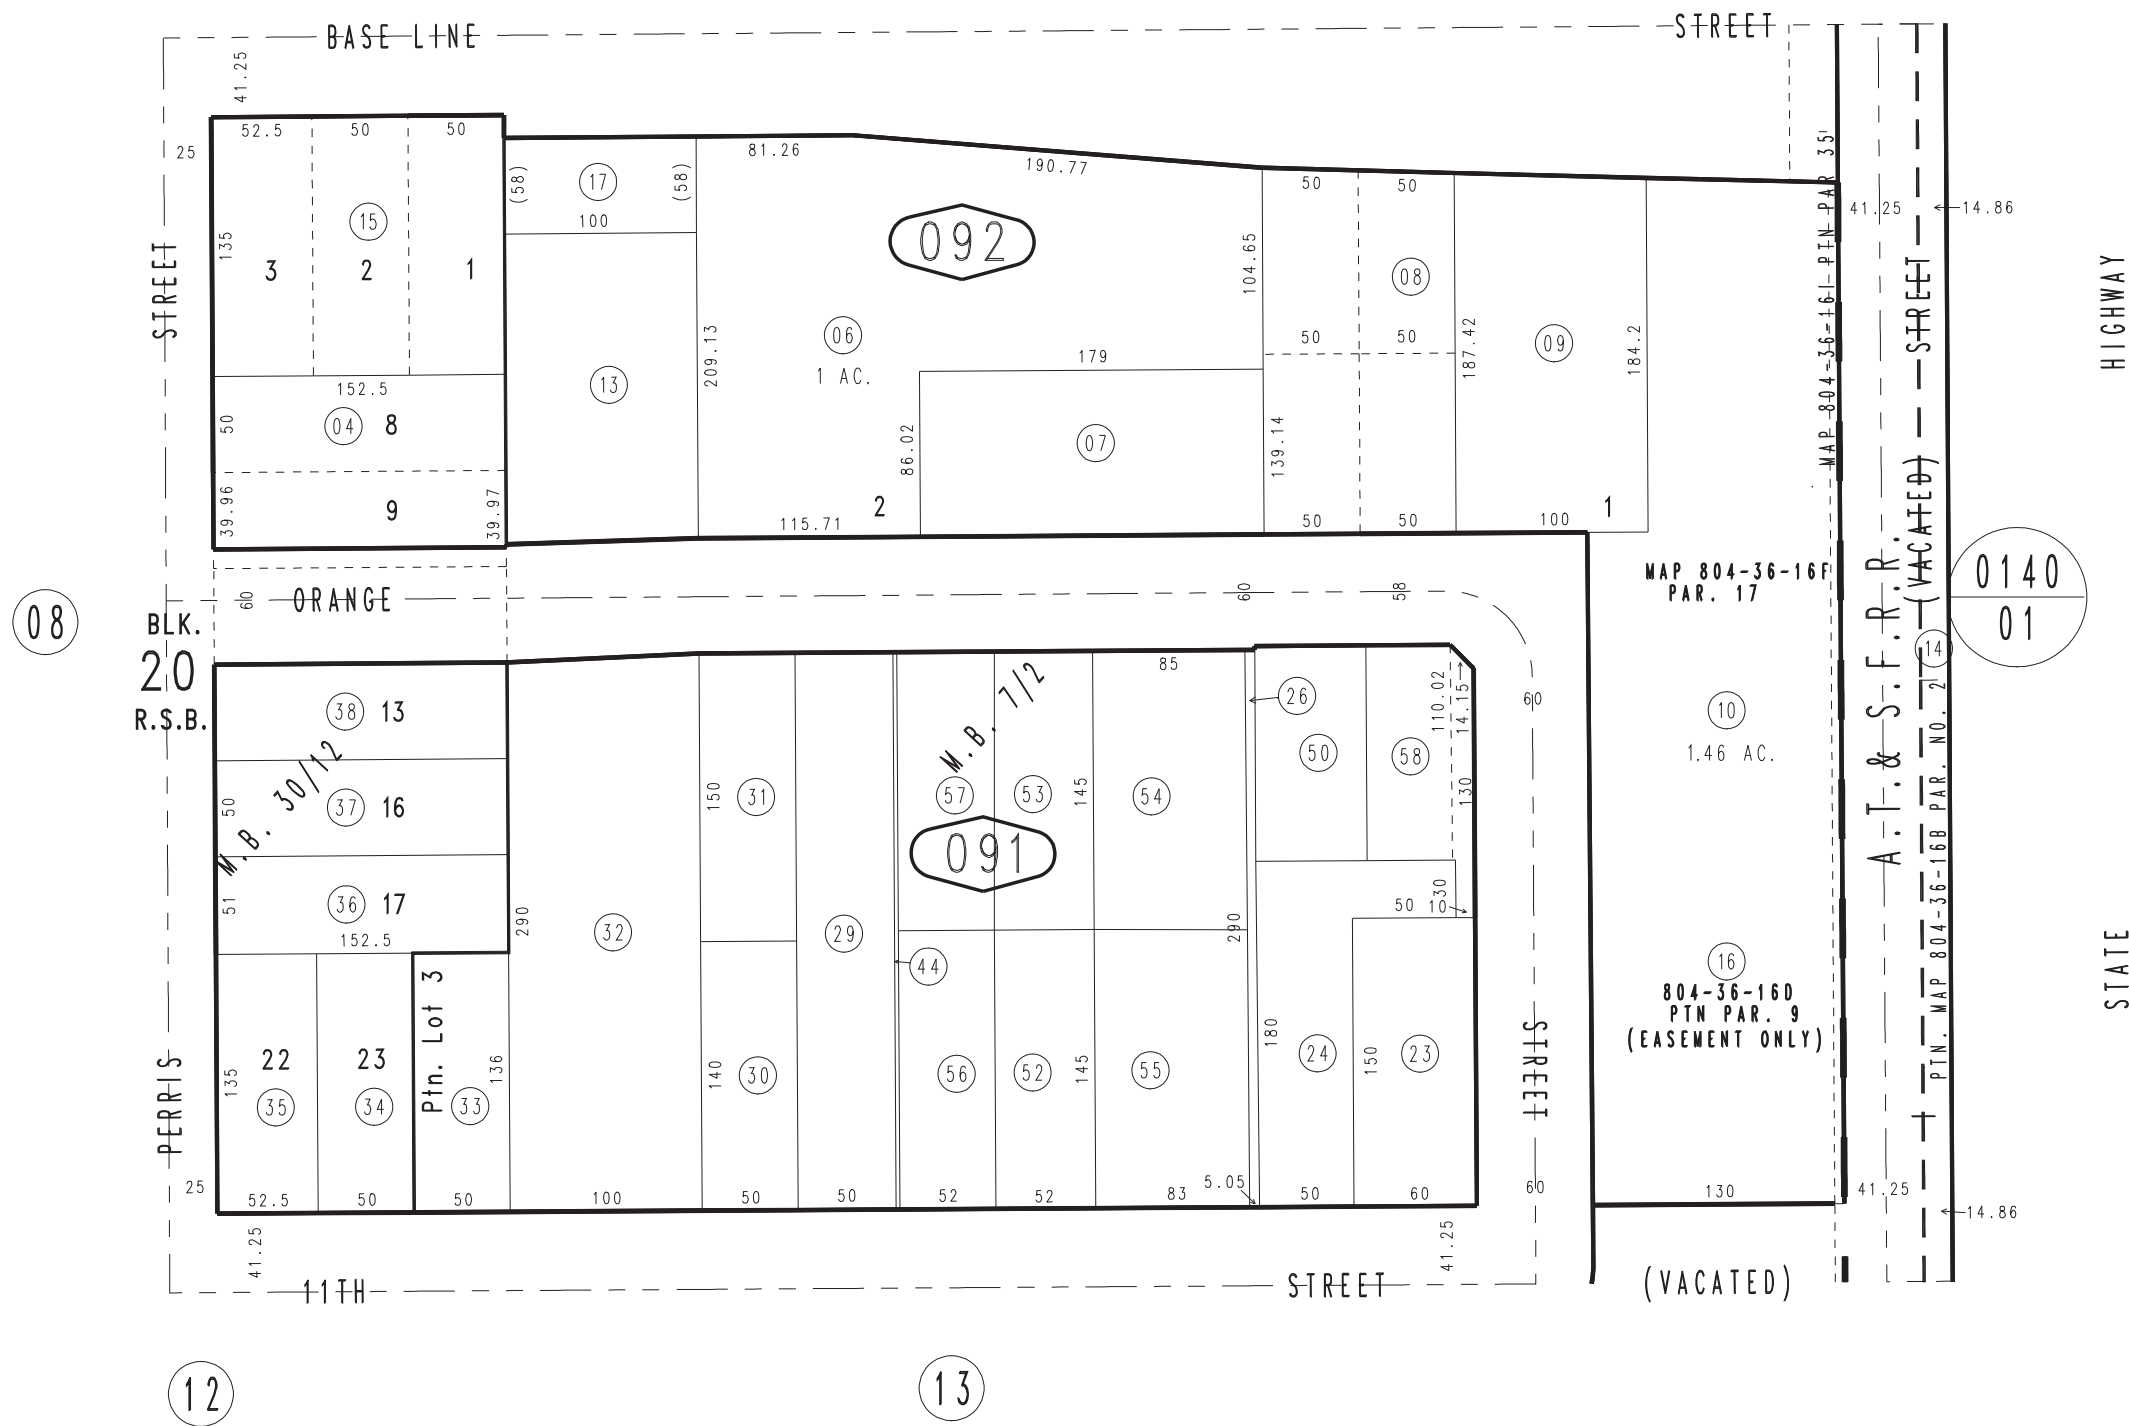 BASE LINE STREET
41.25
52.5 50 50
25
81.26
190.77
(58) 17 (58)
50 50
100
15
135
3 2 1
092
104.65
08
41.25
14.86
STREET
MAP 804-36-161 PTN PAR 35
STREET
(VACATED)
HIGHWAY
06
1 AC.
209.13
50 50
187.42
09
184.2
179
13
152.5
50 04 8
86.02
07
139.14
39.96 9 39.97
115.71
2
50 50
100
1
MAP 804-36-16F
PAR. 17
A.T.& S.F.R.R.
0140
01
14
60
ORANGE
60
58
08
BLK.
20
R.S.B.
38 13
M.B. 30/12
50 37 16
51 36 17
152.5
290
32
150 31
29
M.B. 7/2
57 53 145 54
85
091
26
50
58
110.02
14.15
130
60
10
1.46 AC.
PTN. MAP 804-36-16B PAR. NO. 2
30
50 10
290
44
16
804-36-16D
PTN PAR. 9
(EASEMENT ONLY)
STATE
Ptn. Lot 3
PERRIS
135
22
35
23
34
33
136
140 30
56 52 145 55
180 24
150 23
STREET
25
52.5 50 50 100 50 50 52 52 83 5.05 50 60
60
130
41.25
14.86
41.25
41.25
11TH STREET
(VACATED)
12
13